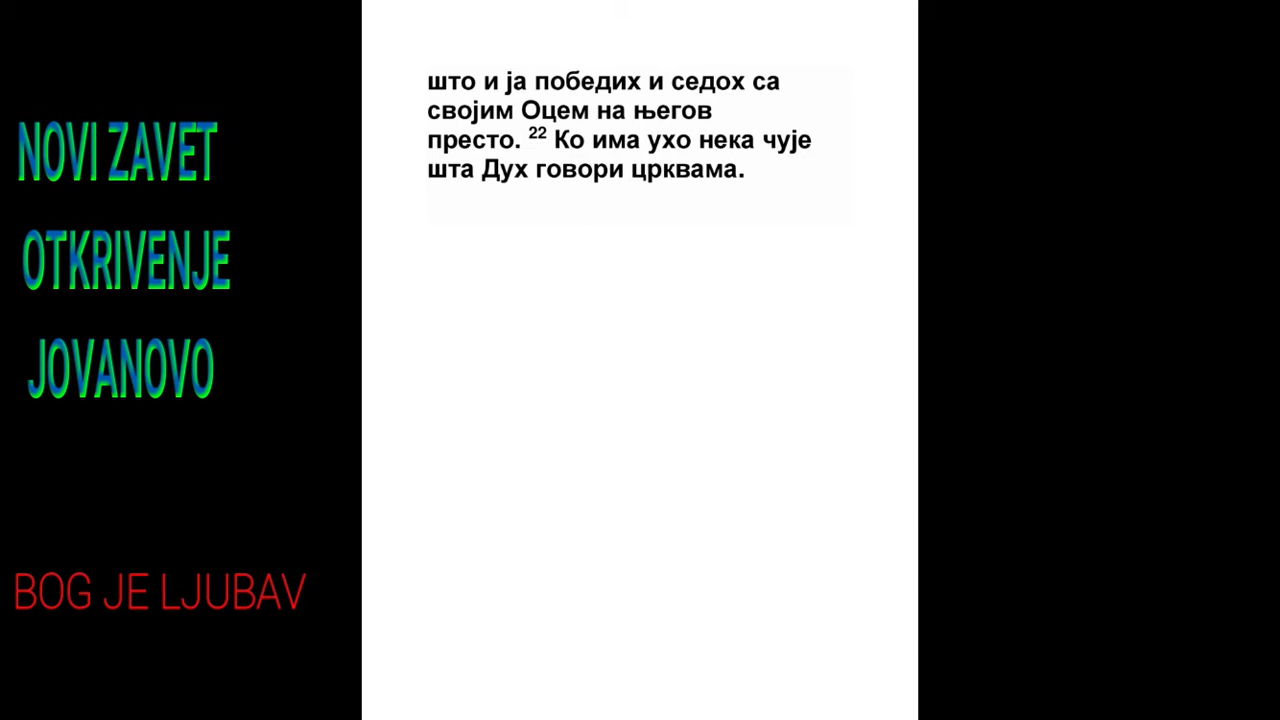 NOVI ZAVET
OTKRIVENJE
JOVANOVO
BOG JE LJUBAV
што и ја победих и седох са
својим Оцем на његов
престо. 22 Ко има ухо нека чује
шта Дух говори црквама.